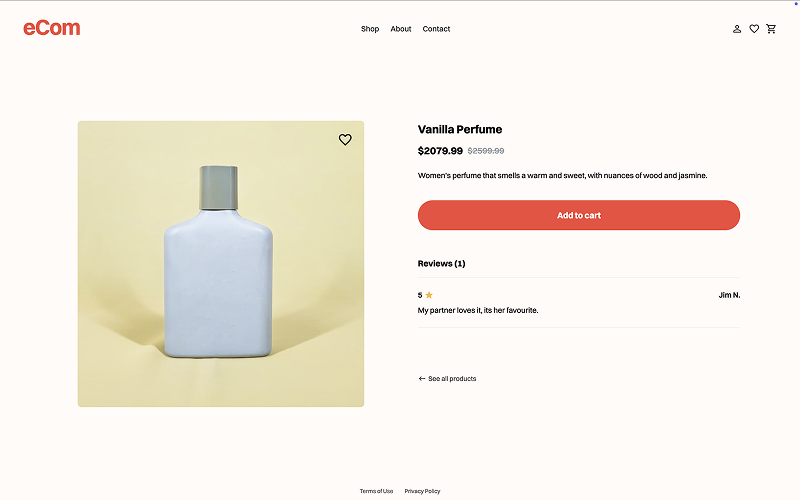 eCom
Shop About Contact
Vanilla Perfume
$2079.99 $2599.99
Women's perfume that smells a warm and sweet, with nuances of wood and jasmine.
Add to cart
Reviews (1)
5 Jim N.
My partner loves it, its her favourite.
← See all products
Terms of Use Privacy Policy